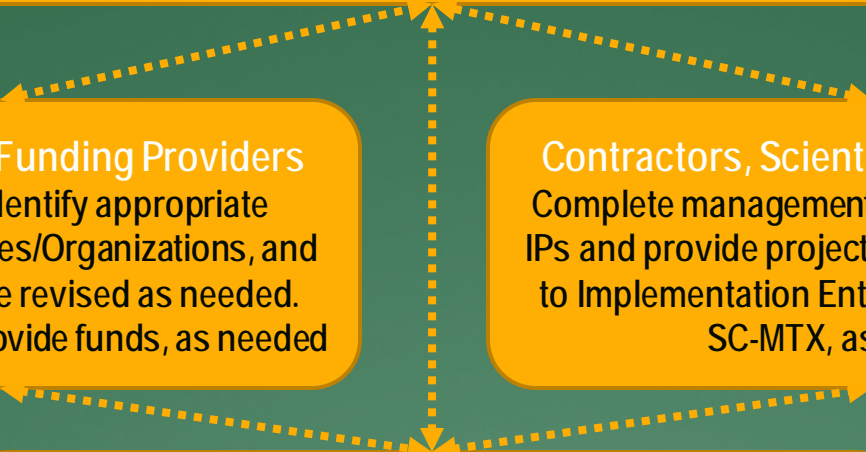 Funding Providers
dentify appropriate
es/Organizations, and
e revised as needed.
ovide funds, as needed
Contractors, Scient
Complete managemen
IPs and provide project
to Implementation Ent
SC-MTX, as